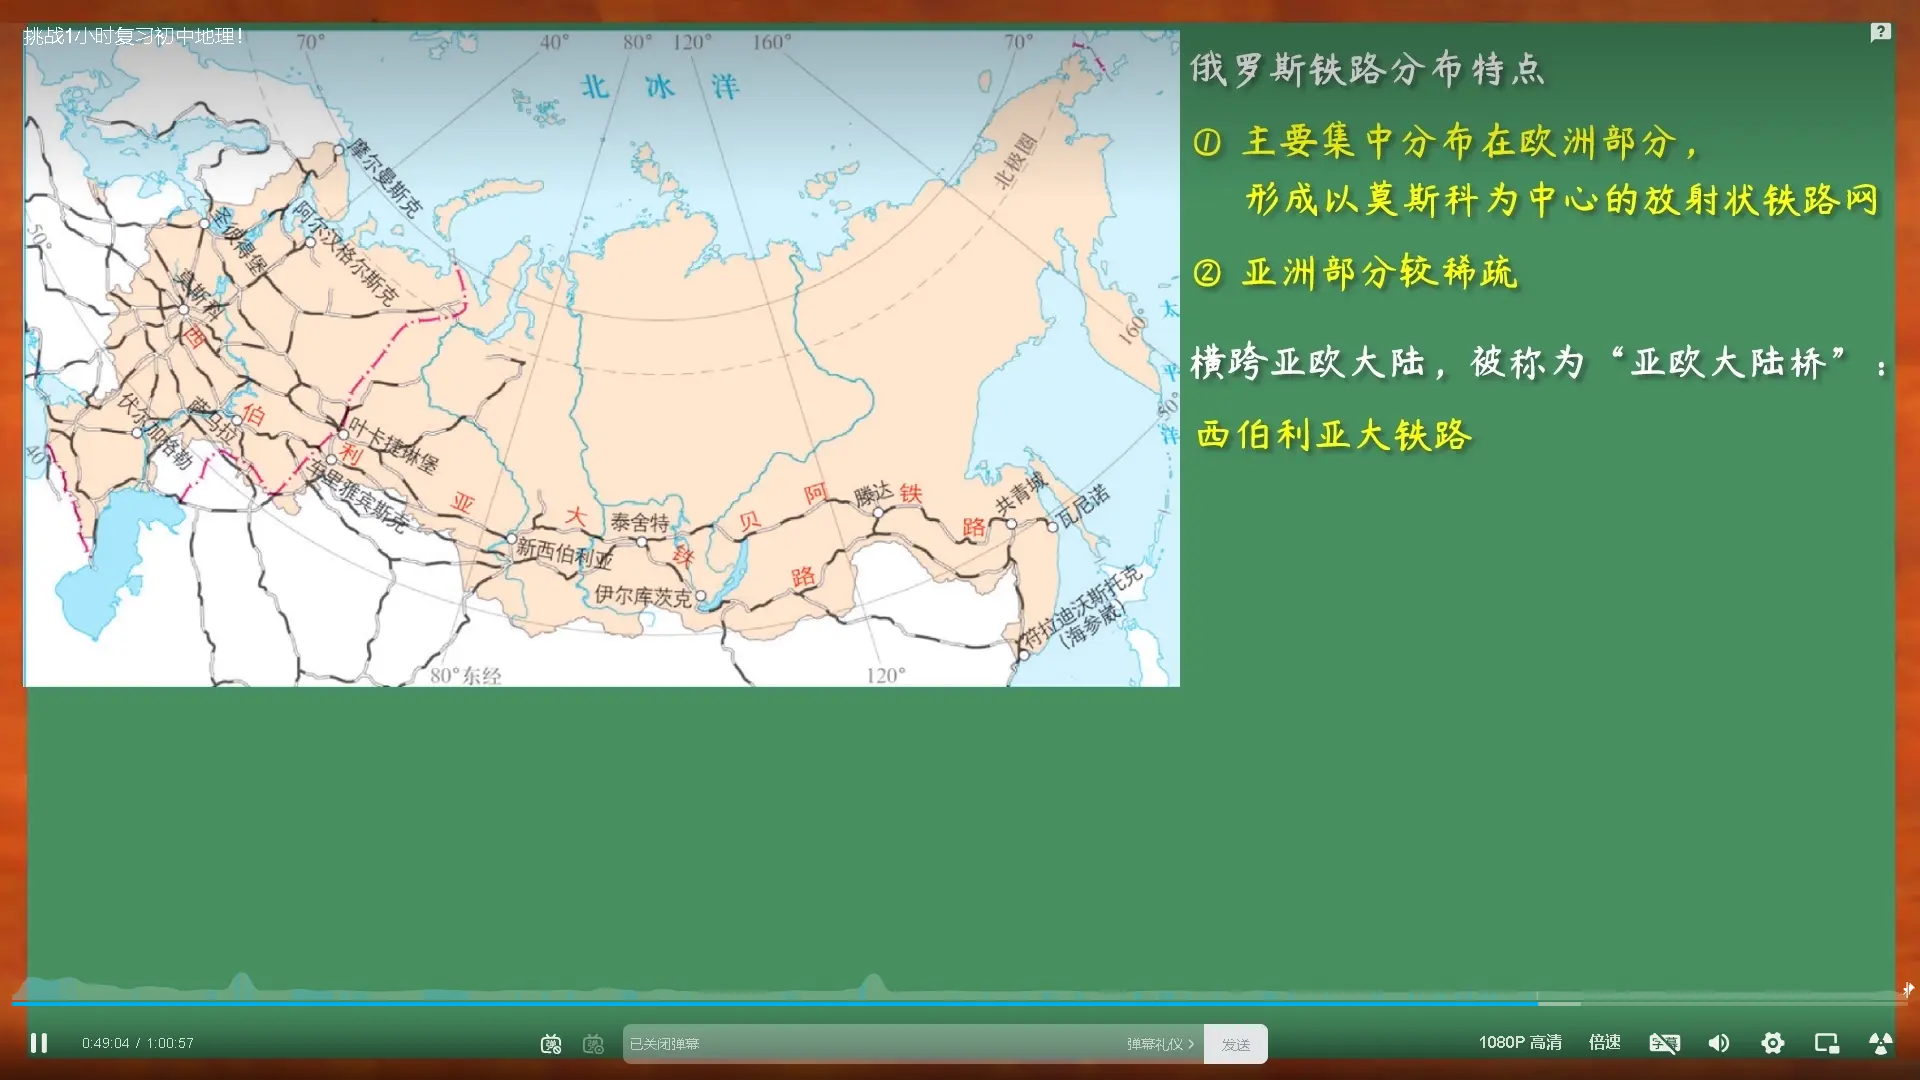 挑战1小时复习初中地理!
70°
40°
80°
120°
160°
70°
北冰洋
俄罗斯铁路分布特点
① 主要集中分布在欧洲部分，
形成以莫斯科为中心的放射状铁路网
② 亚洲部分较稀疏
横跨亚欧大陆，被称为“亚欧大陆桥”：
西伯利亚大铁路
摩尔曼斯克
北极圈
圣彼得堡
阿尔汉格尔斯克
50°
莫斯科
太平洋
160°
50°
伏尔加格勒
萨马拉
叶卡捷琳堡
车里雅宾斯克
40°
西伯利亚大铁路
泰舍特
新西伯利亚
伊尔库茨克
贝阿铁路
腾达
共青城
瓦尼诺
符拉迪沃斯托克
(海参崴)
80°东经
120°
0:49:04 / 1:00:57
已关闭弹幕
弹幕礼仪 >
发送
1080P 高清
倍速
字幕